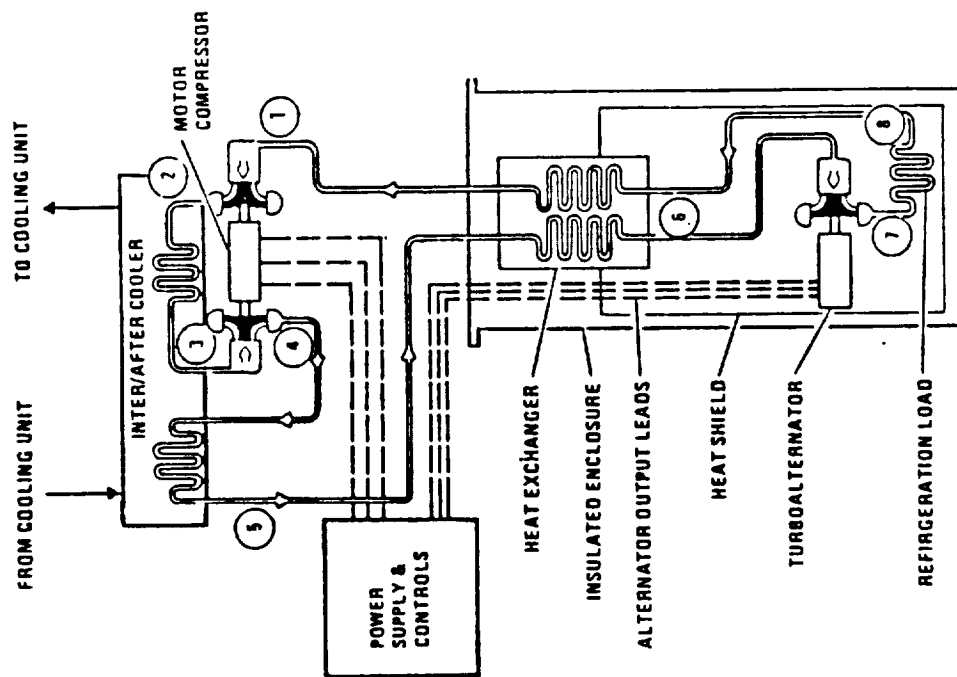 FROM COOLING UNIT
TO COOLING UNIT
INTER/AFTER COOLER
MOTOR
COMPRESSOR
1
2
3
4
5
POWER
SUPPLY &
CONTROLS
6
7
8
HEAT EXCHANGER
INSULATED ENCLOSURE
ALTERNATOR OUTPUT LEADS
HEAT SHIELD
TURBOALTERNATOR
REFIRGERATION LOAD